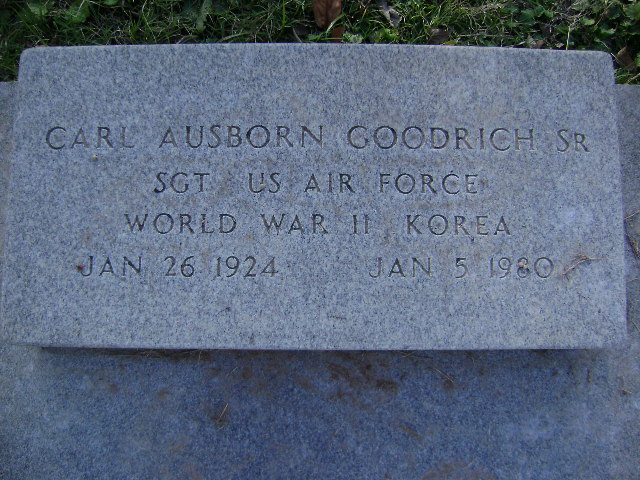 CARL AUSBORN GOODRICH SR
SGT US AIR FORCE
WORLD WAR II KOREA
JAN 26 1924 JAN 5 1980